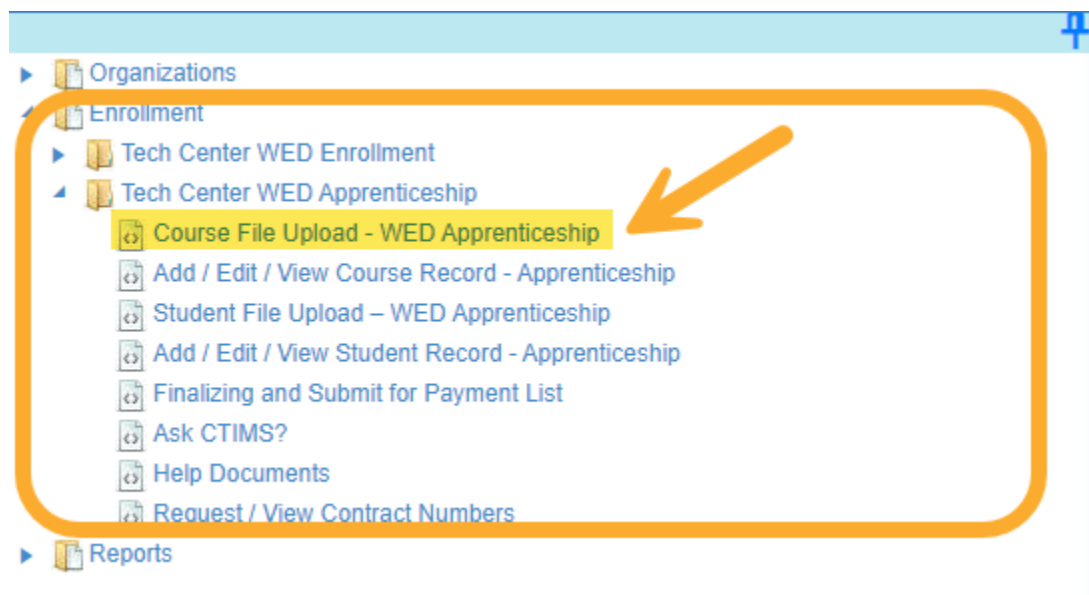 Organizations
Enrollment
Tech Center WED Enrollment
Tech Center WED Apprenticeship
Course File Upload - WED Apprenticeship
Add / Edit / View Course Record - Apprenticeship
Student File Upload – WED Apprenticeship
Add / Edit / View Student Record - Apprenticeship
Finalizing and Submit for Payment List
Ask CTIMS?
Help Documents
Request / View Contract Numbers
Reports